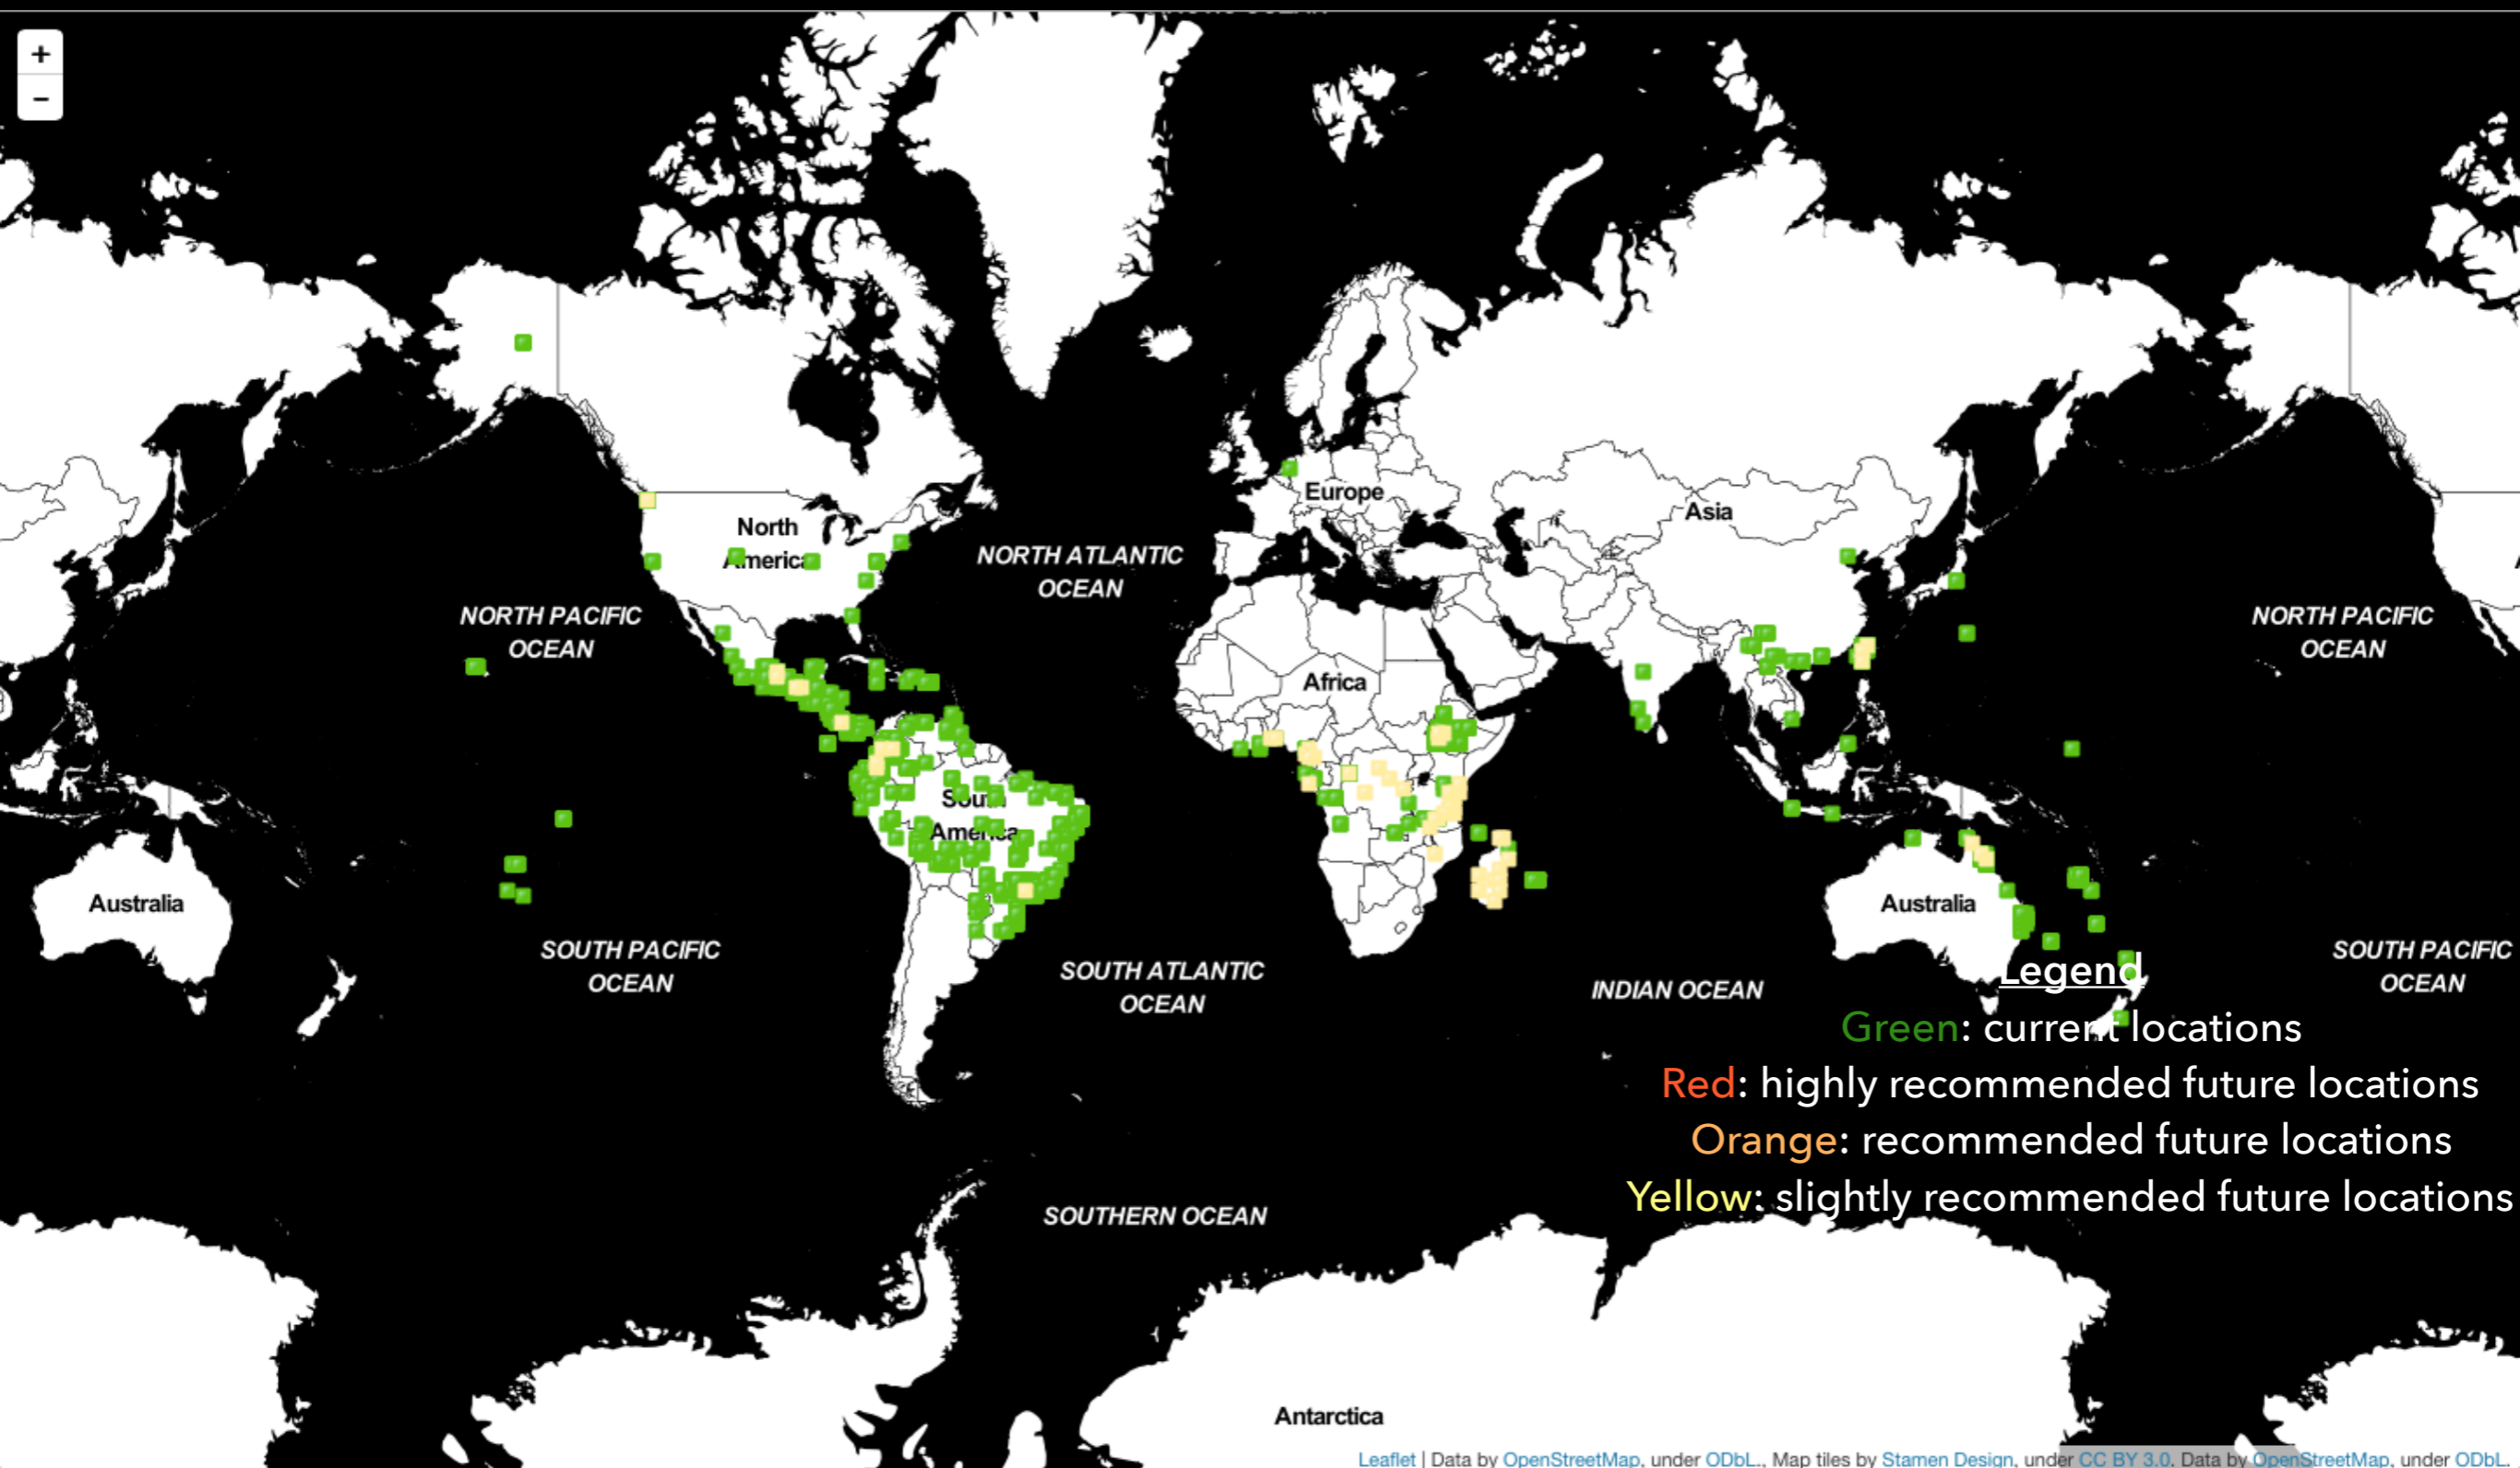 +
−
North
America
NORTH ATLANTIC
OCEAN
Europe
Asia
NORTH PACIFIC
OCEAN
NORTH PACIFIC
OCEAN
Africa
South
America
Australia
Australia
SOUTH PACIFIC
OCEAN
SOUTH ATLANTIC
OCEAN
INDIAN OCEAN
SOUTH PACIFIC
OCEAN
Legend
Green: current locations
Red: highly recommended future locations
Orange: recommended future locations
Yellow: slightly recommended future locations
SOUTHERN OCEAN
Antarctica
Leaflet | Data by OpenStreetMap, under ODbL., Map tiles by Stamen Design, under CC BY 3.0. Data by OpenStreetMap, under ODbL.